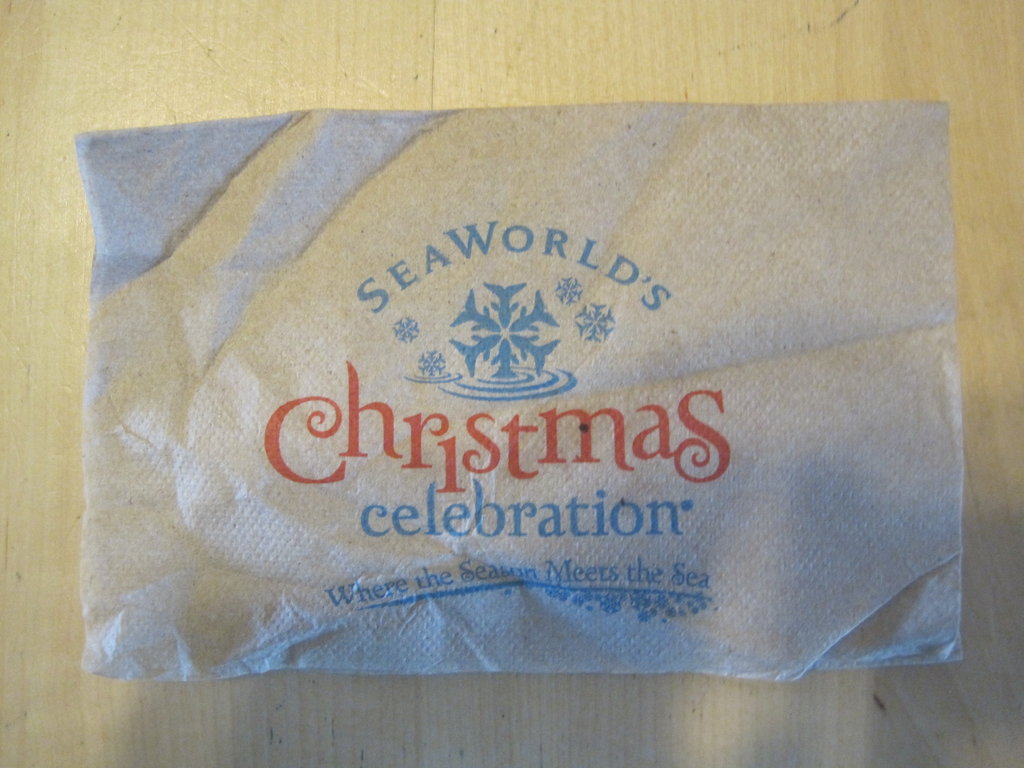 SEAWORLD'S
Christmas
celebration
Where the Season Meets the Sea